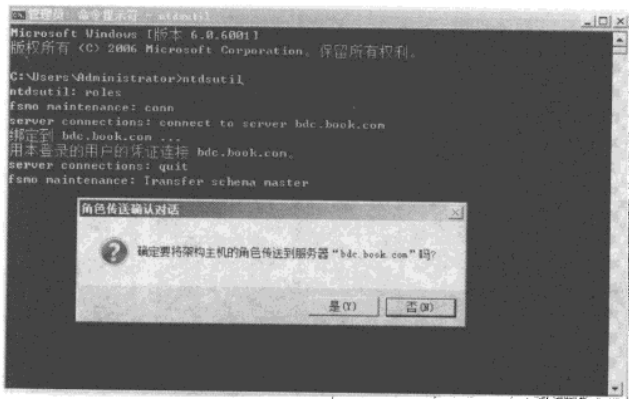 管理员: 命令提示符 - ntdsutil
Microsoft Windows [版本 6.0.6001]
版权所有 (C) 2006 Microsoft Corporation。保留所有权利。
C:\Users\Administrator>ntdsutil
ntdsutil: roles
fsmo maintenance: conn
server connections: connect to server bdc.book.com
绑定到 bdc.book.com ...
用本登录的用户的凭证连接 bdc.book.com。
server connections: quit
fsmo maintenance: Transfer schema master
角色传送确认对话
确定要将架构主机的角色传送到服务器“bdc.book.com”吗?
是(Y)
否(N)